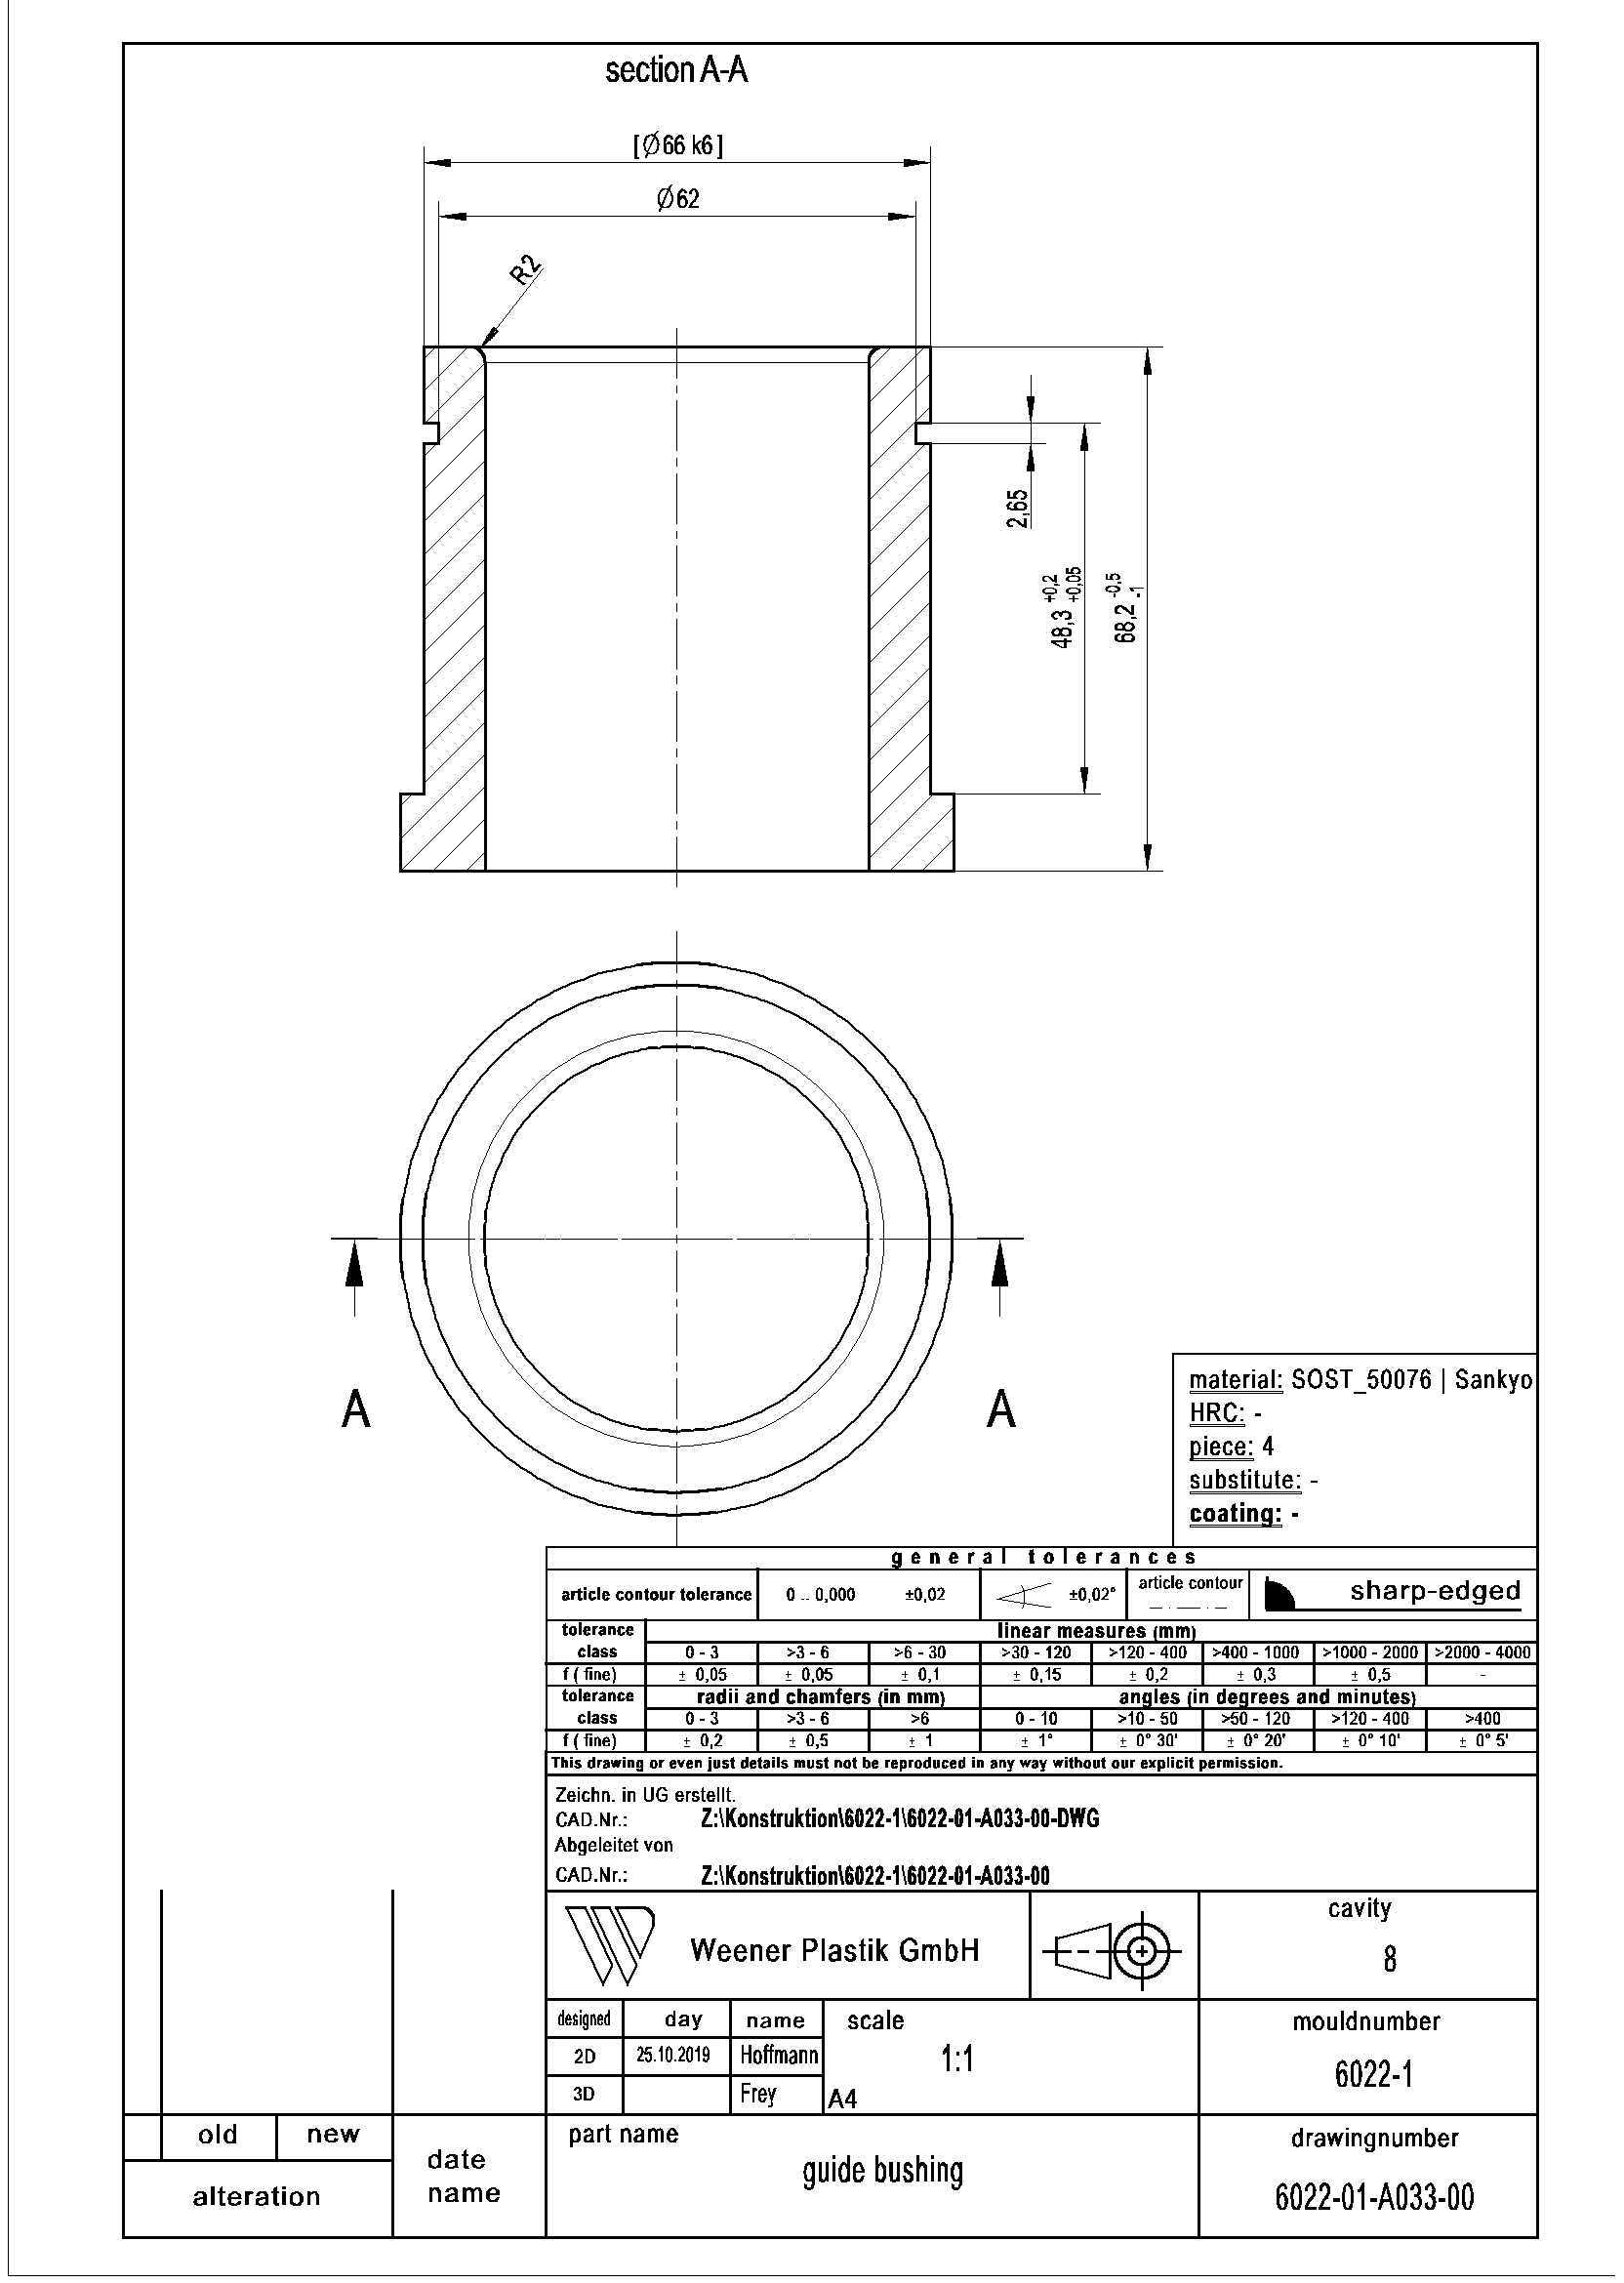 section A-A
[Ø66 k6]
Ø62
R2
2,65
48,3 +0,2 +0,05
68,2 -0,5 -1
A A
material: SOST_50076 | Sankyo
HRC: -
piece: 4
substitute: -
coating: -
general tolerances
article contour tolerance 0 .. 0,000 ±0,02 ±0,02° article contour sharp-edged
tolerance class linear measures (mm)
0 - 3 >3 - 6 >6 - 30 >30 - 120 >120 - 400 >400 - 1000 >1000 - 2000 >2000 - 4000
f ( fine) ± 0,05 ± 0,05 ± 0,1 ± 0,15 ± 0,2 ± 0,3 ± 0,5 -
tolerance class radii and chamfers (in mm) angles (in degrees and minutes)
0 - 3 >3 - 6 >6 0 - 10 >10 - 50 >50 - 120 >120 - 400 >400
f ( fine) ± 0,2 ± 0,5 ± 1 ± 1° ± 0° 30' ± 0° 20' ± 0° 10' ± 0° 5'
This drawing or even just details must not be reproduced in any way without our explicit permission.
Zeichn. in UG erstellt.
CAD.Nr.: Z:\Konstruktion\6022-1\6022-01-A033-00-DWG
Abgeleitet von
CAD.Nr.: Z:\Konstruktion\6022-1\6022-01-A033-00
Weener Plastik GmbH
cavity
8
designed day name scale
2D 25.10.2019 Hoffmann 1:1
3D Frey A4
mouldnumber
6022-1
old new
alteration
date
name
part name
guide bushing
drawingnumber
6022-01-A033-00